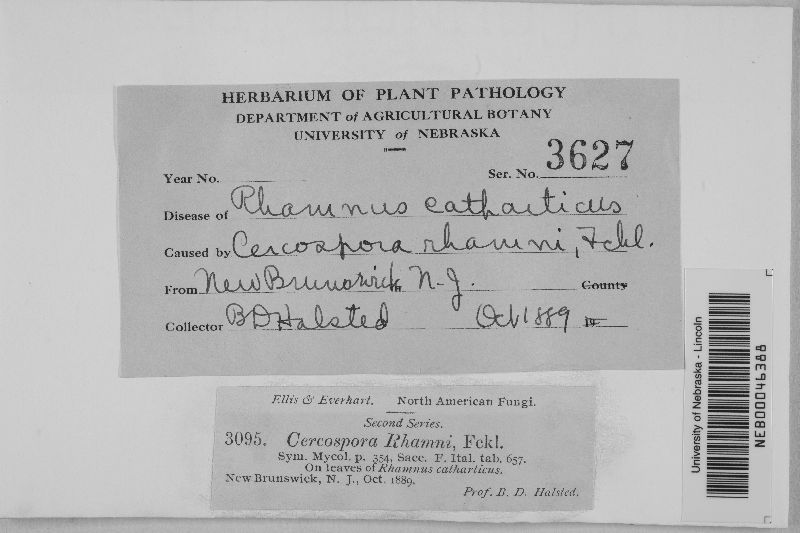 HERBARIUM OF PLANT PATHOLOGY
DEPARTMENT of AGRICULTURAL BOTANY
UNIVERSITY of NEBRASKA
Year No. Ser. No. 3627
Disease of Rhamnus catharticus
Caused by Cercospora rhamni, Fckl.
From New Brunswick, N. J. County
Collector B D Halsted Oct 1889 19
Ellis & Everhart. North American Fungi.
Second Series.
3095. Cercospora Rhamni, Fckl.
Sym. Mycol. p. 354, Sacc. F. Ital. tab. 657.
On leaves of Rhamnus catharticus.
New Brunswick, N. J., Oct. 1889.
Prof. B. D. Halsted.
University of Nebraska - Lincoln
NEB00046388